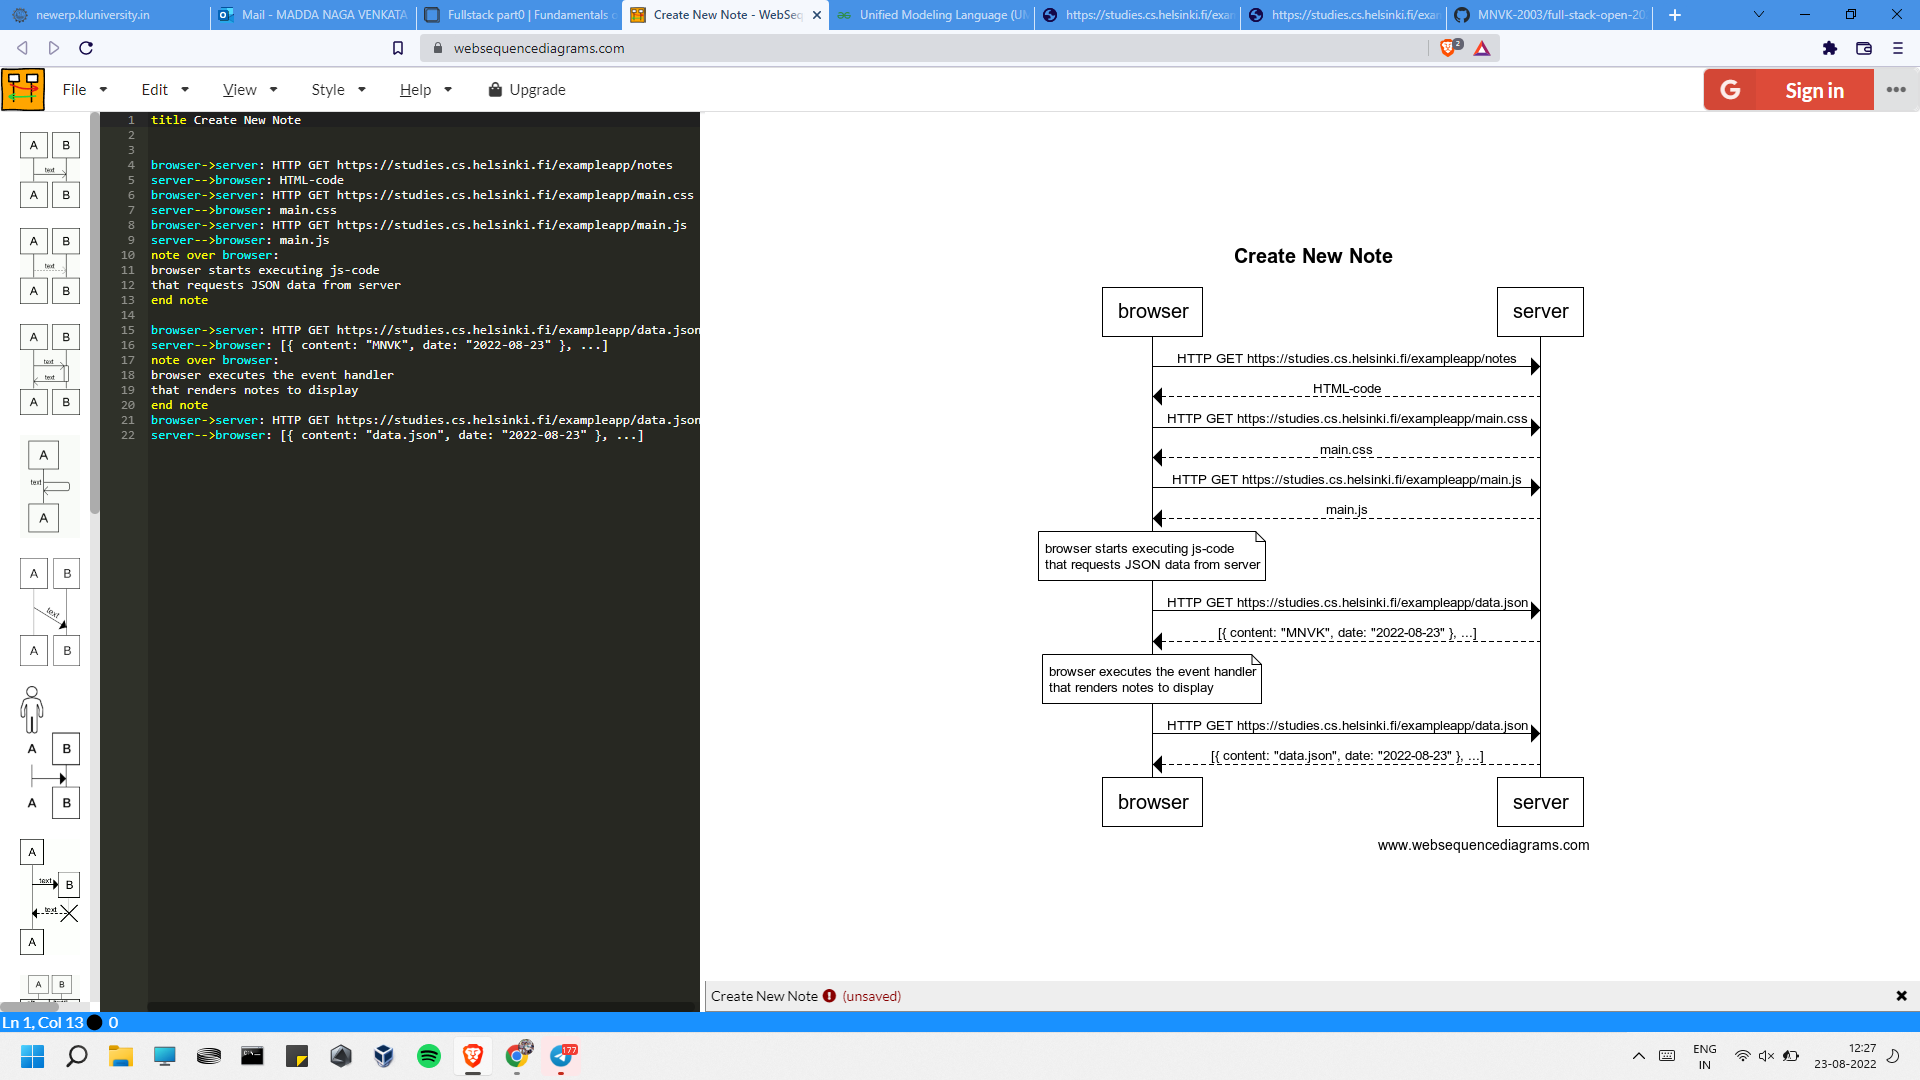 newerp.kluniversity.in
Mail - MADDA NAGA VENKATA
Fullstack part0 | Fundamentals
Create New Note - WebSeq
Unified Modeling Language (U
https://studies.cs.helsinki.fi/exa
https://studies.cs.helsinki.fi/exa
MNVK-2003/full-stack-open-20
websequencediagrams.com
2
File
Edit
View
Style
Help
Upgrade
G
Sign in
1 title Create New Note
2
3
4 browser->server: HTTP GET https://studies.cs.helsinki.fi/exampleapp/notes
5 server-->browser: HTML-code
6 browser->server: HTTP GET https://studies.cs.helsinki.fi/exampleapp/main.css
7 server-->browser: main.css
8 browser->server: HTTP GET https://studies.cs.helsinki.fi/exampleapp/main.js
9 server-->browser: main.js
10 note over browser:
11 browser starts executing js-code
12 that requests JSON data from server
13 end note
14
15 browser->server: HTTP GET https://studies.cs.helsinki.fi/exampleapp/data.json
16 server-->browser: [{ content: "MNVK", date: "2022-08-23" }, ...]
17 note over browser:
18 browser executes the event handler
19 that renders notes to display
20 end note
21 browser->server: HTTP GET https://studies.cs.helsinki.fi/exampleapp/data.json
22 server-->browser: [{ content: "data.json", date: "2022-08-23" }, ...]
A B
text
A B
A B
text
A B
A B
text
text
A B
A
text
A
A B
text
A B
A B
A B
A
text B
text
A
A B
Create New Note
browser server
HTTP GET https://studies.cs.helsinki.fi/exampleapp/notes
HTML-code
HTTP GET https://studies.cs.helsinki.fi/exampleapp/main.css
main.css
HTTP GET https://studies.cs.helsinki.fi/exampleapp/main.js
main.js
browser starts executing js-code
that requests JSON data from server
HTTP GET https://studies.cs.helsinki.fi/exampleapp/data.json
[{ content: "MNVK", date: "2022-08-23" }, ...]
browser executes the event handler
that renders notes to display
HTTP GET https://studies.cs.helsinki.fi/exampleapp/data.json
[{ content: "data.json", date: "2022-08-23" }, ...]
browser server
www.websequencediagrams.com
Create New Note (unsaved)
Ln 1, Col 13 0
177
ENG
IN
12:27
23-08-2022